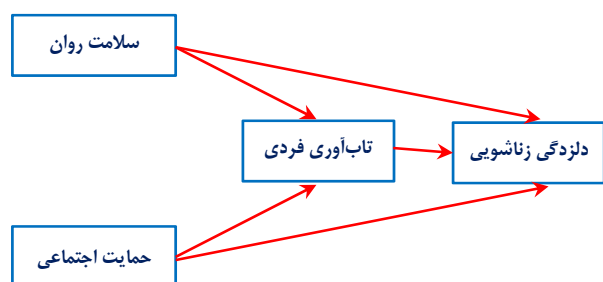 سلامت روان
تاب‌آوری فردی
دلزدگی زناشویی
حمایت اجتماعی